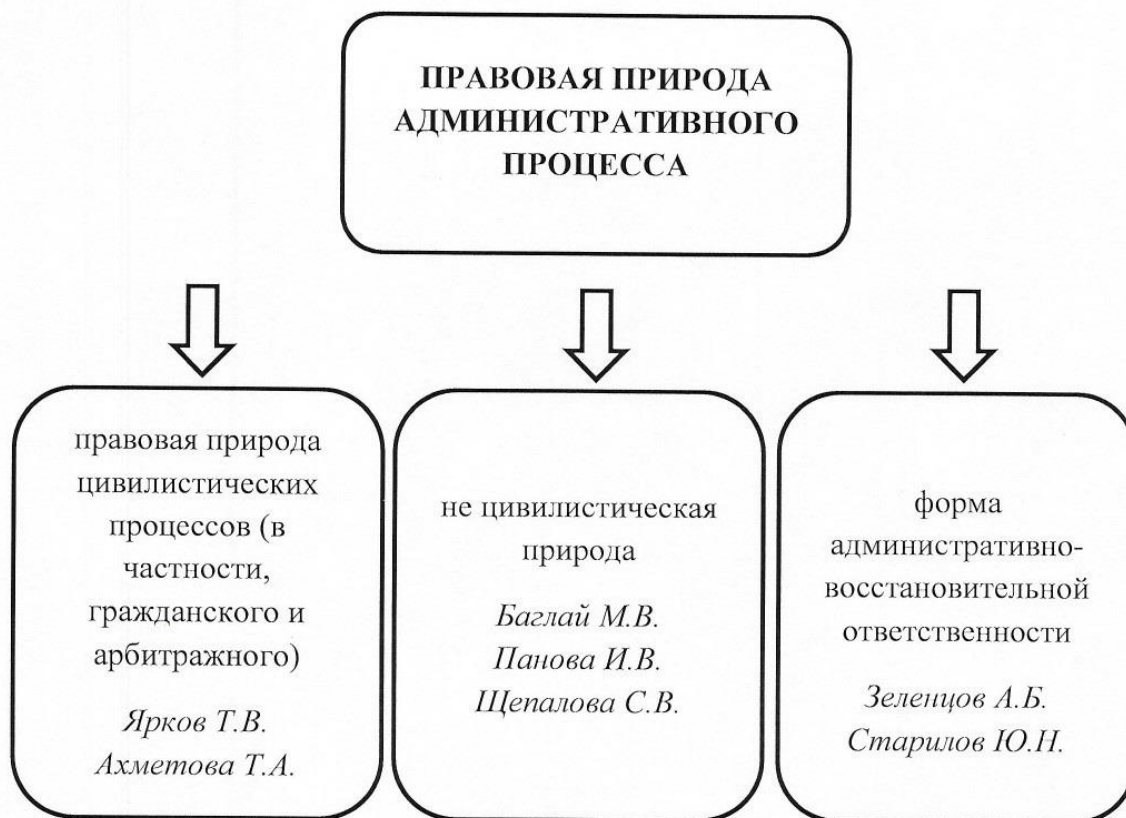 ПРАВОВАЯ ПРИРОДА
АДМИНИСТРАТИВНОГО
ПРОЦЕССА
правовая природа
цивилистических
процессов (в
частности,
гражданского и
арбитражного)
Ярков Т.В.
Ахметова Т.А.
не цивилистическая
природа
Баглай М.В.
Панова И.В.
Щепалова С.В.
форма
административно-
восстановительной
ответственности
Зеленцов А.Б.
Старилов Ю.Н.